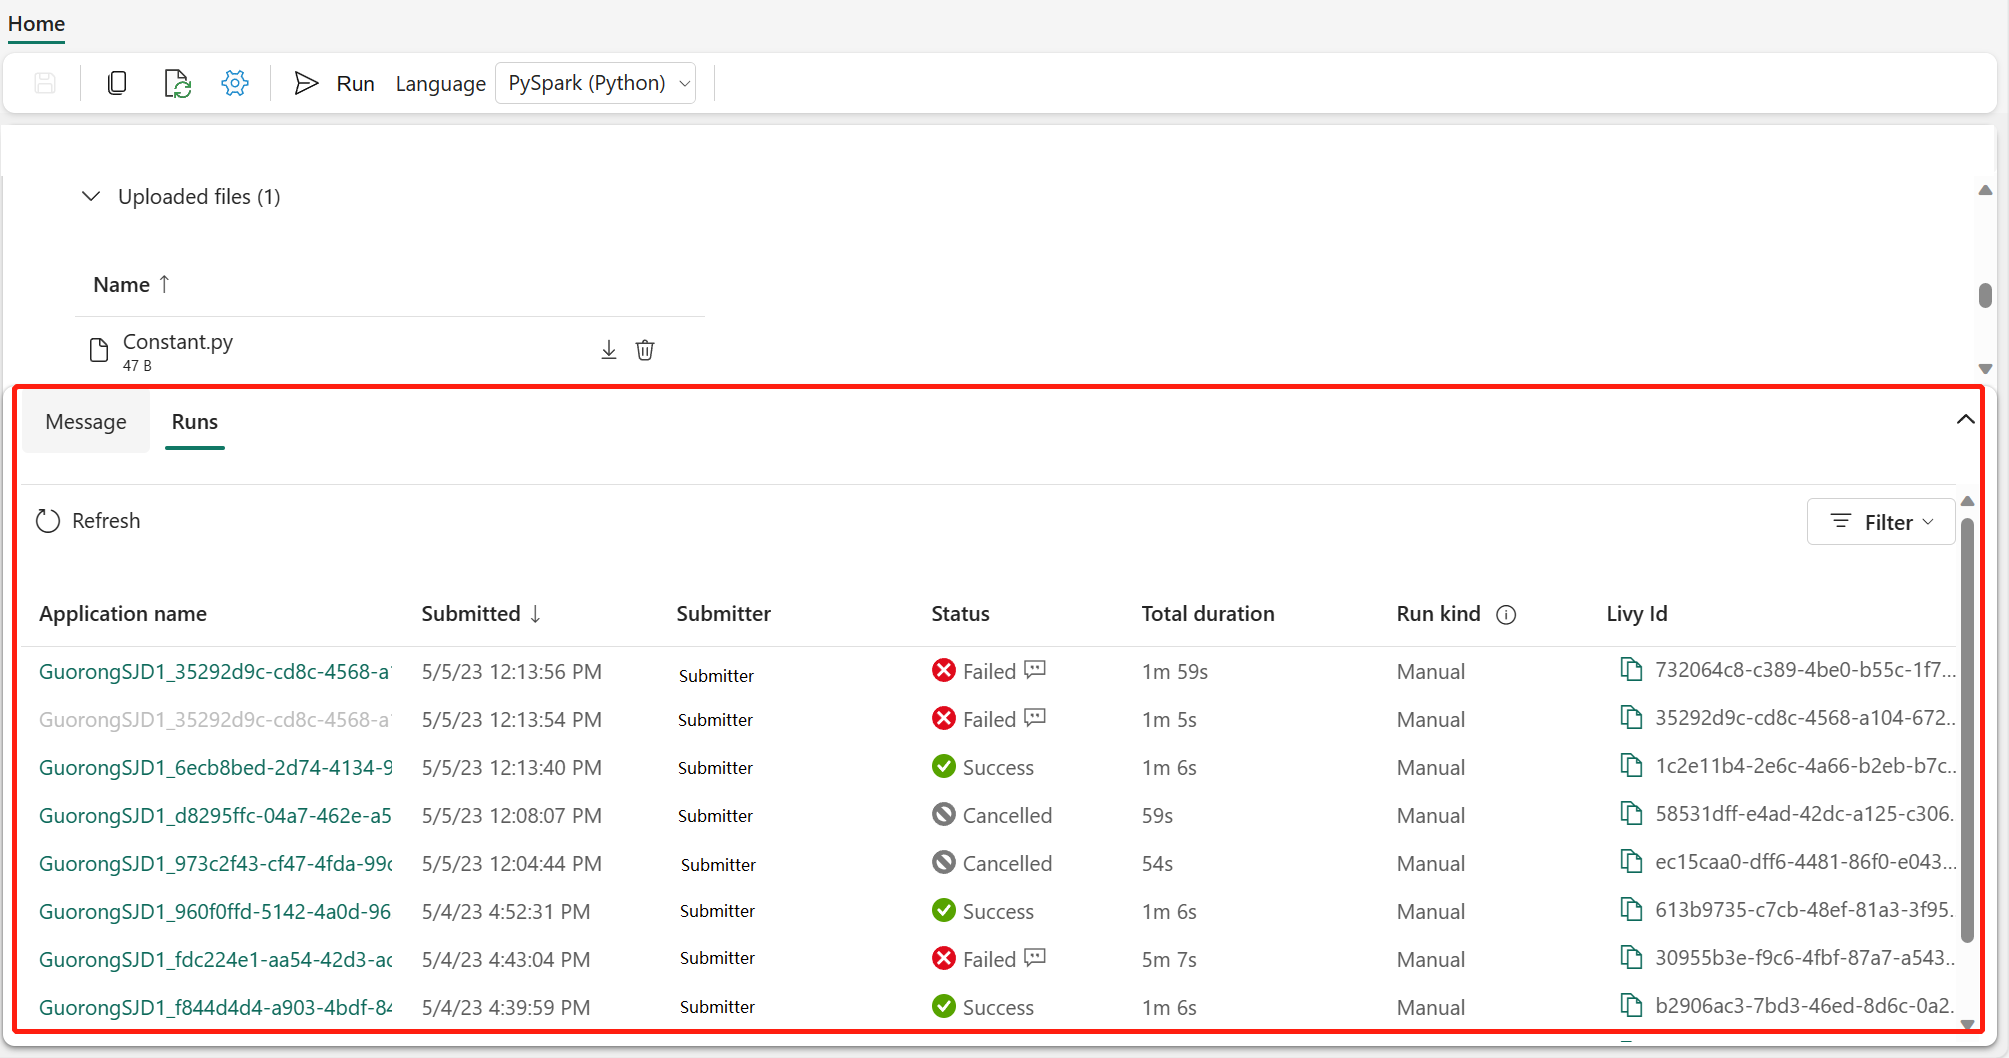 Home
Run Language PySpark (Python)
Uploaded files (1)
Name ↑
Constant.py
47 B
Message Runs
Refresh Filter
Application name Submitted ↓ Submitter Status Total duration Run kind Livy Id
GuorongSJD1_35292d9c-cd8c-4568-a 5/5/23 12:13:56 PM Submitter Failed 1m 59s Manual 732064c8-c389-4be0-b55c-1f7...
GuorongSJD1_35292d9c-cd8c-4568-a 5/5/23 12:13:54 PM Submitter Failed 1m 5s Manual 35292d9c-cd8c-4568-a104-672...
GuorongSJD1_6ecb8bed-2d74-4134-9 5/5/23 12:13:40 PM Submitter Success 1m 6s Manual 1c2e11b4-2e6c-4a66-b2eb-b7c...
GuorongSJD1_d8295ffc-04a7-462e-a5 5/5/23 12:08:07 PM Submitter Cancelled 59s Manual 58531dff-e4ad-42dc-a125-c306...
GuorongSJD1_973c2f43-cf47-4fda-99c 5/5/23 12:04:44 PM Submitter Cancelled 54s Manual ec15caa0-dff6-4481-86f0-e043...
GuorongSJD1_960f0ffd-5142-4a0d-96 5/4/23 4:52:31 PM Submitter Success 1m 6s Manual 613b9735-c7cb-48ef-81a3-3f95...
GuorongSJD1_fdc224e1-aa54-42d3-ac 5/4/23 4:43:04 PM Submitter Failed 5m 7s Manual 30955b3e-f9c6-4fbf-87a7-a543...
GuorongSJD1_f844d4d4-a903-4bdf-84 5/4/23 4:39:59 PM Submitter Success 1m 6s Manual b2906ac3-7bd3-46ed-8d6c-0a2...